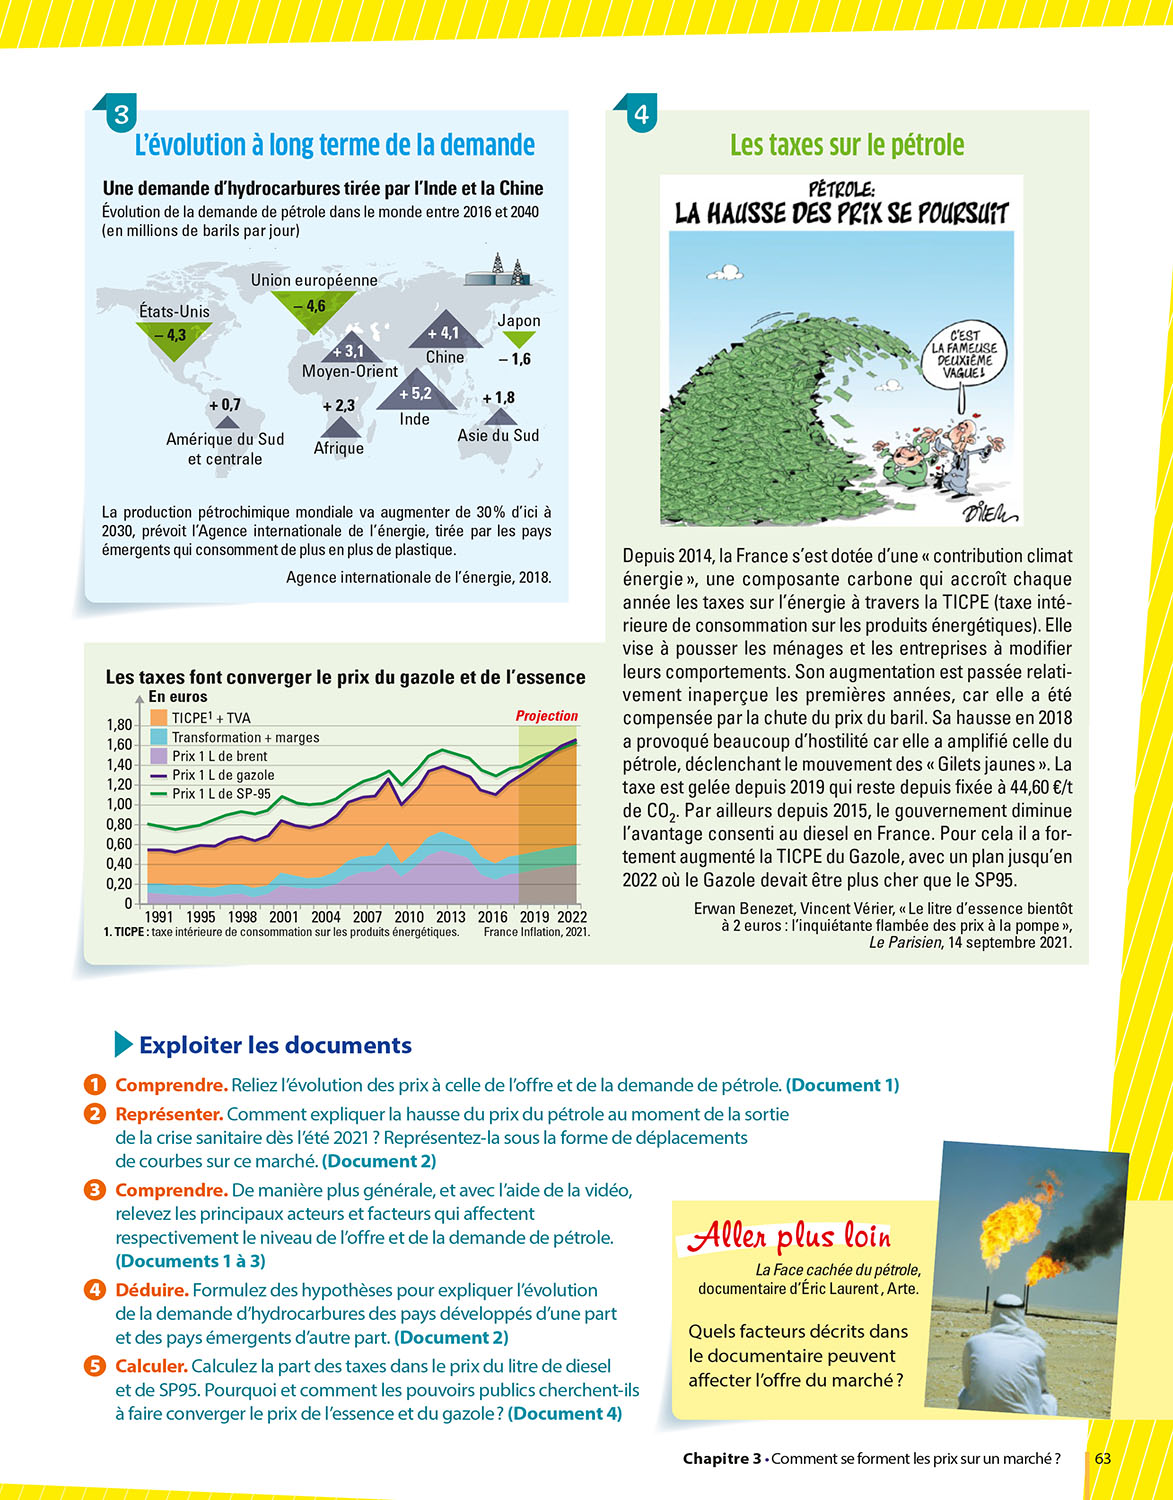 3
L'évolution à long terme de la demande
Une demande d'hydrocarbures tirée par l'Inde et la Chine
Évolution de la demande de pétrole dans le monde entre 2016 et 2040
(en millions de barils par jour)
Union européenne
– 4,6
États-Unis
– 4,3
Japon
– 1,6
+ 4,1
Chine
+ 3,1
Moyen-Orient
+ 5,2
Inde
+ 0,7
Amérique du Sud
et centrale
+ 2,3
Afrique
+ 1,8
Asie du Sud
La production pétrochimique mondiale va augmenter de 30 % d'ici à
2030, prévoit l'Agence internationale de l'énergie, tirée par les pays
émergents qui consomment de plus en plus de plastique.
Agence internationale de l'énergie, 2018.
4
Les taxes sur le pétrole
PÉTROLE:
LA HAUSSE DES PRIX SE POURSUIT
C'EST
LA FAMEUSE
DEUXIÈME
VAGUE!
DILEM
Depuis 2014, la France s'est dotée d'une « contribution climat
énergie », une composante carbone qui accroît chaque
année les taxes sur l'énergie à travers la TICPE (taxe inté-
rieure de consommation sur les produits énergétiques). Elle
vise à pousser les ménages et les entreprises à modifier
leurs comportements. Son augmentation est passée relati-
vement inaperçue les premières années, car elle a été
compensée par la chute du prix du baril. Sa hausse en 2018
a provoqué beaucoup d'hostilité car elle a amplifié celle du
pétrole, déclenchant le mouvement des « Gilets jaunes ». La
taxe est gelée depuis 2019 qui reste depuis fixée à 44,60 €/t
de CO₂. Par ailleurs depuis 2015, le gouvernement diminue
l'avantage consenti au diesel en France. Pour cela il a for-
tement augmenté la TICPE du Gazole, avec un plan jusqu'en
2022 où le Gazole devait être plus cher que le SP95.
Erwan Benezet, Vincent Vérier, « Le litre d'essence bientôt
à 2 euros : l'inquiétante flambée des prix à la pompe »,
Le Parisien, 14 septembre 2021.
Les taxes font converger le prix du gazole et de l'essence
En euros
TICPE¹ + TVA
Transformation + marges
Prix 1 L de brent
Prix 1 L de gazole
Prix 1 L de SP-95
Projection
1,80
1,60
1,40
1,20
1,00
0,80
0,60
0,40
0,20
0
1991 1995 1998 2001 2004 2007 2010 2013 2016 2019 2022
1. TICPE : taxe intérieure de consommation sur les produits énergétiques. France Inflation, 2021.
Exploiter les documents
1 Comprendre. Reliez l'évolution des prix à celle de l'offre et de la demande de pétrole. (Document 1)
2 Représenter. Comment expliquer la hausse du prix du pétrole au moment de la sortie
de la crise sanitaire dès l'été 2021 ? Représentez-la sous la forme de déplacements
de courbes sur ce marché. (Document 2)
3 Comprendre. De manière plus générale, et avec l'aide de la vidéo,
relevez les principaux acteurs et facteurs qui affectent
respectivement le niveau de l'offre et de la demande de pétrole.
(Documents 1 à 3)
4 Déduire. Formulez des hypothèses pour expliquer l'évolution
de la demande d'hydrocarbures des pays développés d'une part
et des pays émergents d'autre part. (Document 2)
5 Calculer. Calculez la part des taxes dans le prix du litre de diesel
et de SP95. Pourquoi et comment les pouvoirs publics cherchent-ils
à faire converger le prix de l'essence et du gazole ? (Document 4)
Aller plus loin
La Face cachée du pétrole,
documentaire d'Éric Laurent , Arte.
Quels facteurs décrits dans
le documentaire peuvent
affecter l'offre du marché ?
Chapitre 3 • Comment se forment les prix sur un marché ? 63